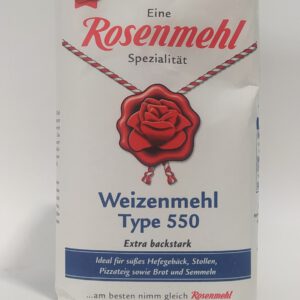 Eine
Rosenmehl
Spezialität
Weizenmehl
Type 550
Extra backstark
Ideal für süßes Hefegebäck, Stollen,
Pizzateig sowie Brot und Semmeln
...am besten nimm gleich Rosenmehl